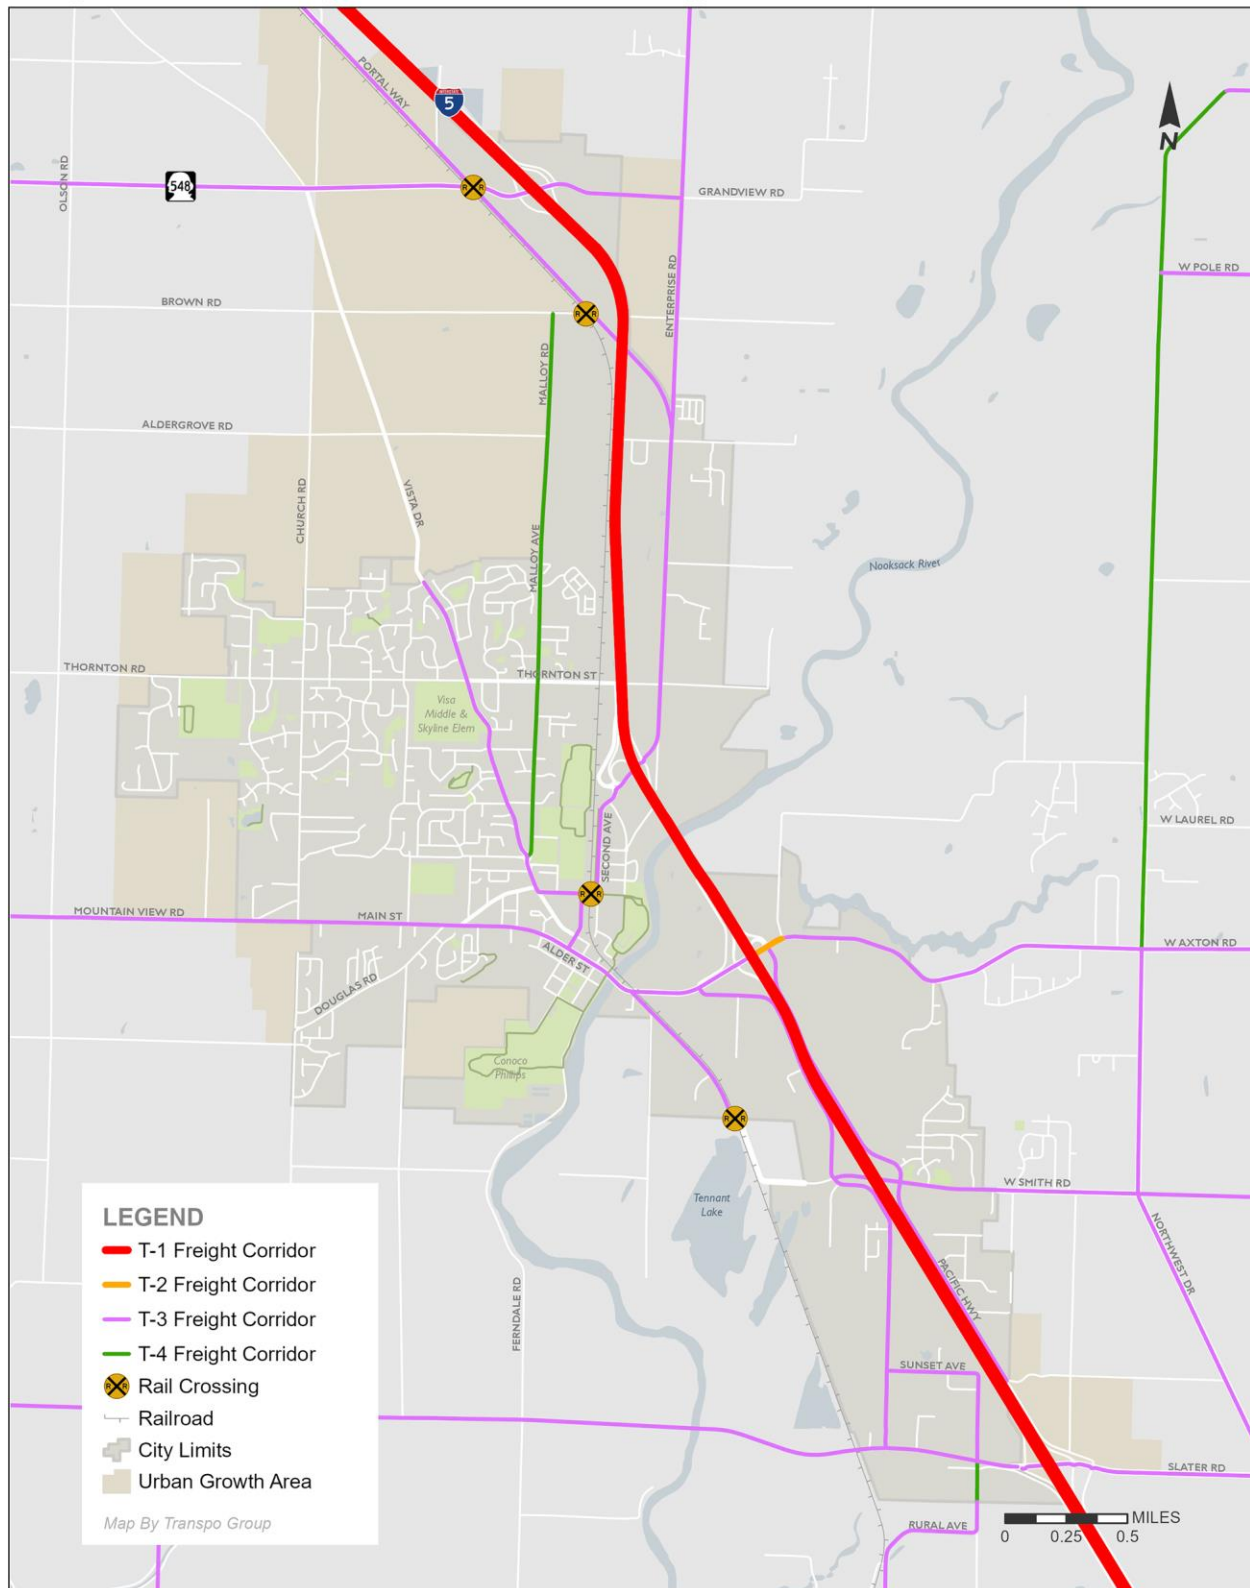 PORTAL WAY
5
N
OLSON RD
548
GRANDVIEW RD
W POLE RD
BROWN RD
ENTERPRISE RD
MALLOY RD
ALDERGROVE RD
CHURCH RD
VISTA DR
MALLOY AVE
Nooksack River
THORNTON RD
THORNTON ST
Visa
Middle &
Skyline Elem
W LAUREL RD
SECOND AVE
MOUNTAIN VIEW RD
MAIN ST
ALDER ST
W AXTON RD
DOUGLAS RD
Conoco
Phillips
W SMITH RD
Tennant
Lake
NORTHWEST DR
PACIFIC HWY
FERNDALE RD
SUNSET AVE
SLATER RD
RURAL AVE
LEGEND
T-1 Freight Corridor
T-2 Freight Corridor
T-3 Freight Corridor
T-4 Freight Corridor
R R Rail Crossing
Railroad
City Limits
Urban Growth Area
Map By Transpo Group
MILES
0 0.25 0.5